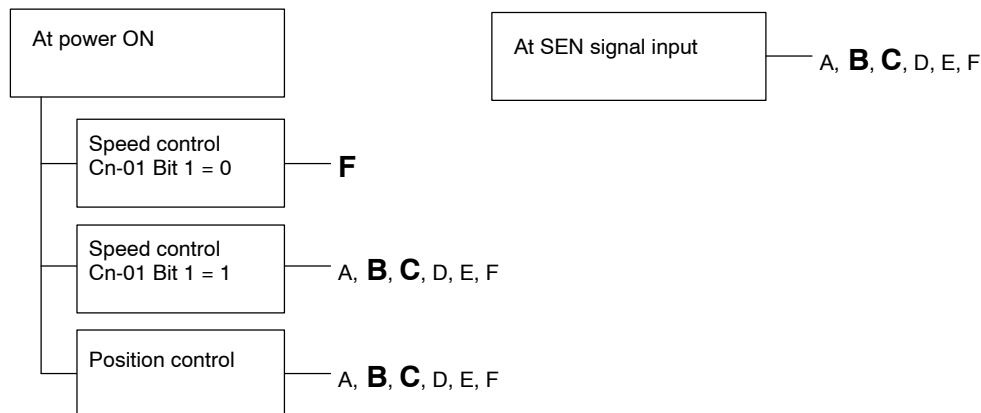 At power ON
Speed control
Cn-01 Bit 1 = 0
F
Speed control
Cn-01 Bit 1 = 1
A, B, C, D, E, F
Position control
A, B, C, D, E, F
At SEN signal input
A, B, C, D, E, F